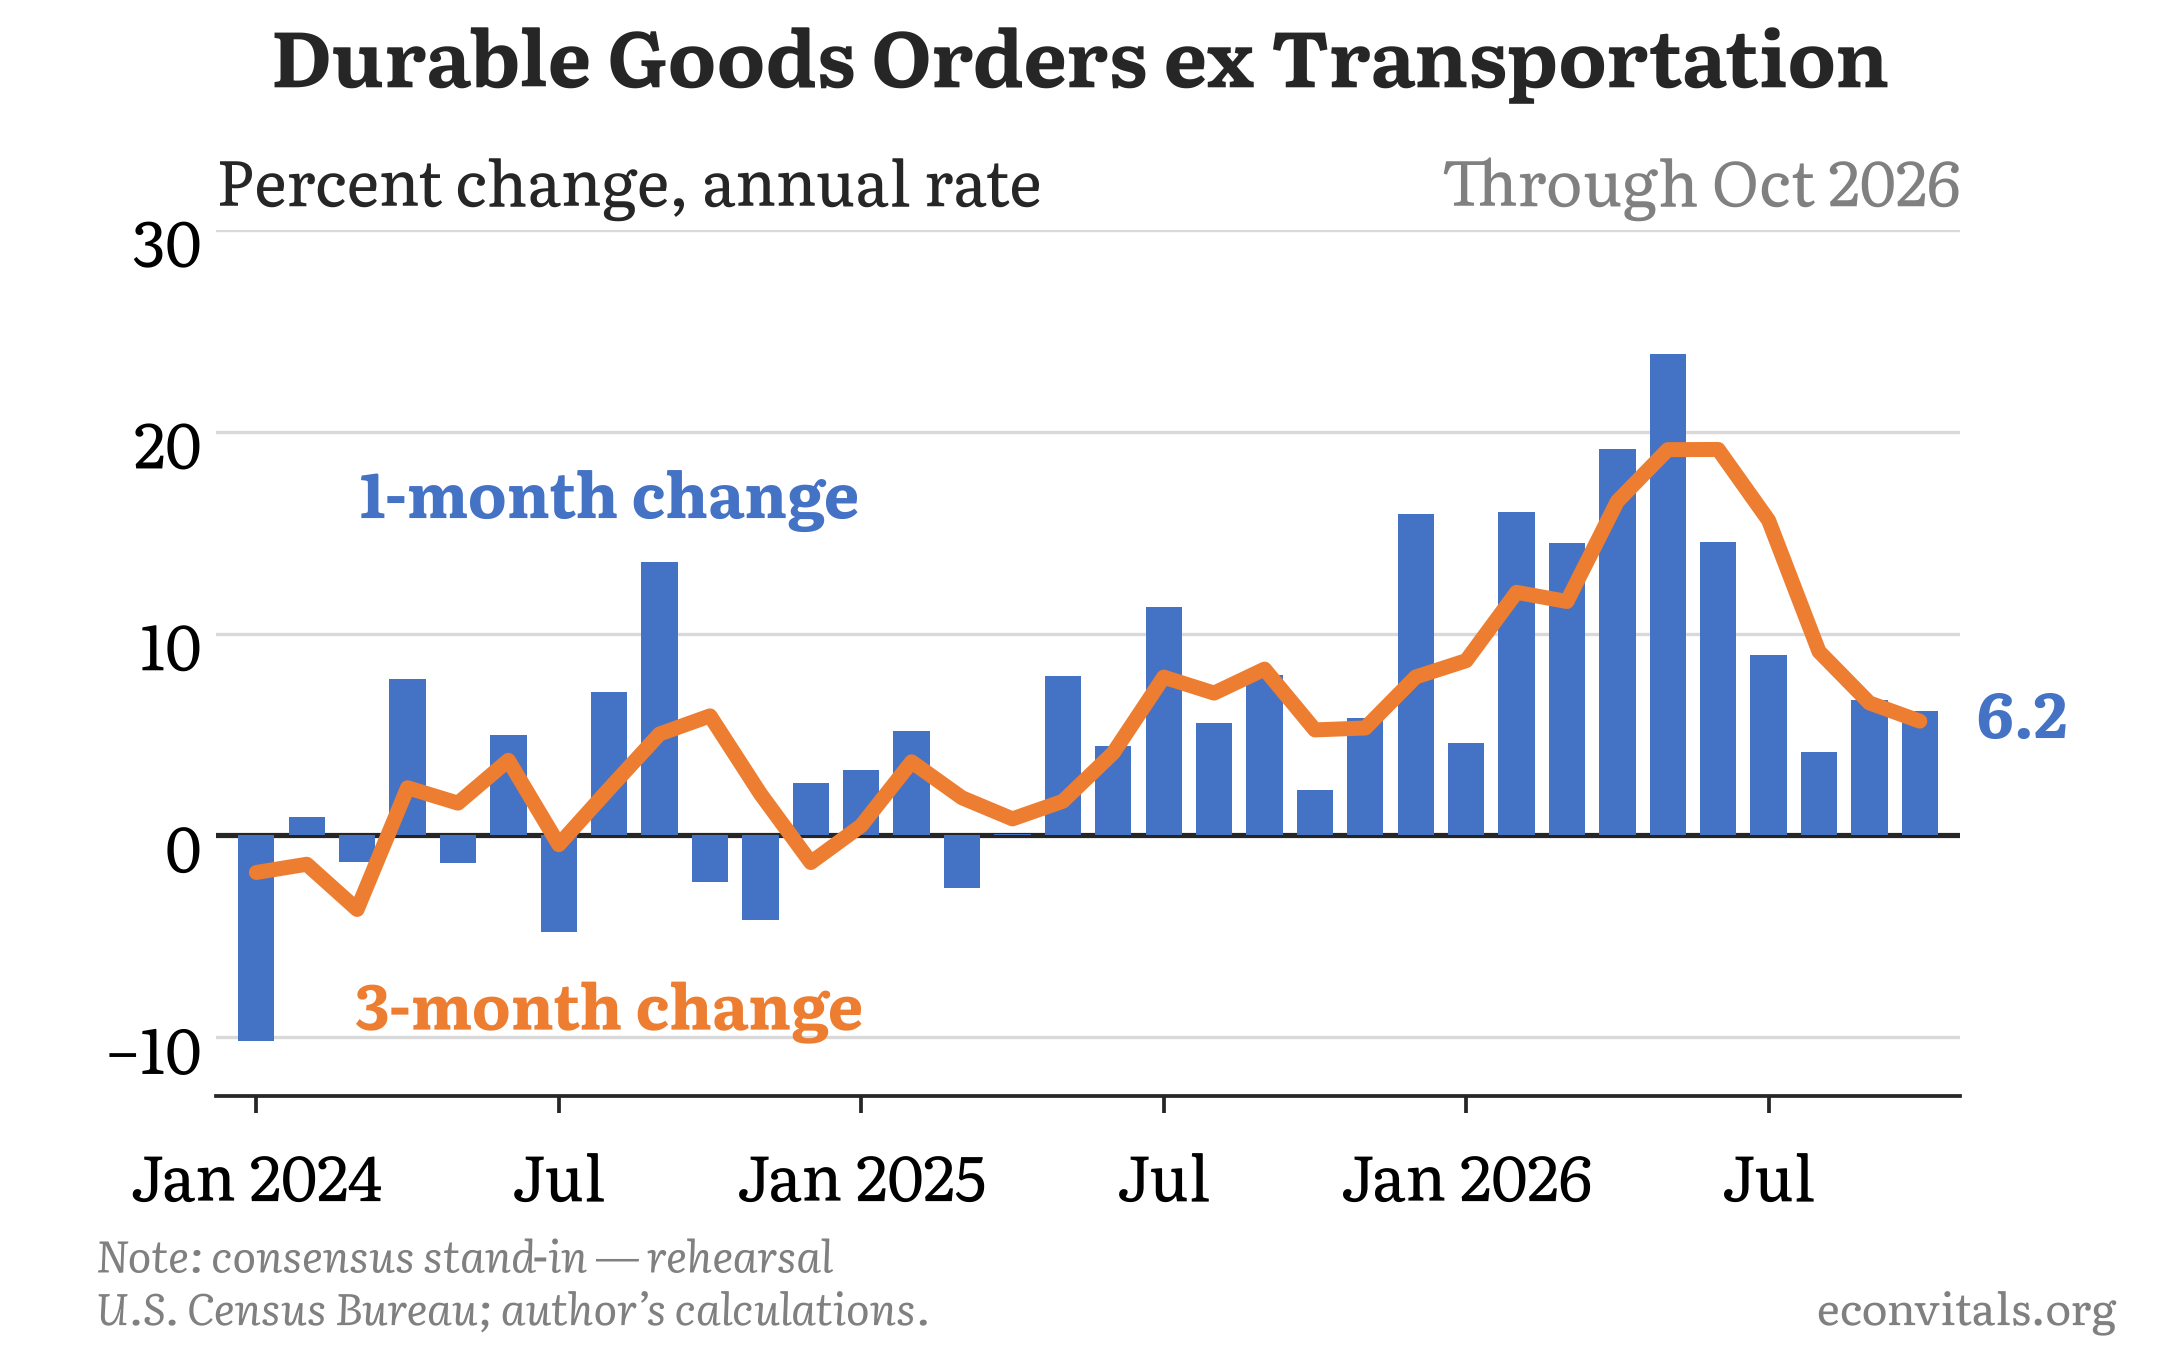 Durable Goods Orders ex Transportation
Percent change, annual rate
Through Oct 2026
30
20
1-month change
10
6.2
0
3-month change
–10
Jan 2024 Jul Jan 2025 Jul Jan 2026 Jul
Note: consensus stand-in — rehearsal
U.S. Census Bureau; author’s calculations.
econvitals.org